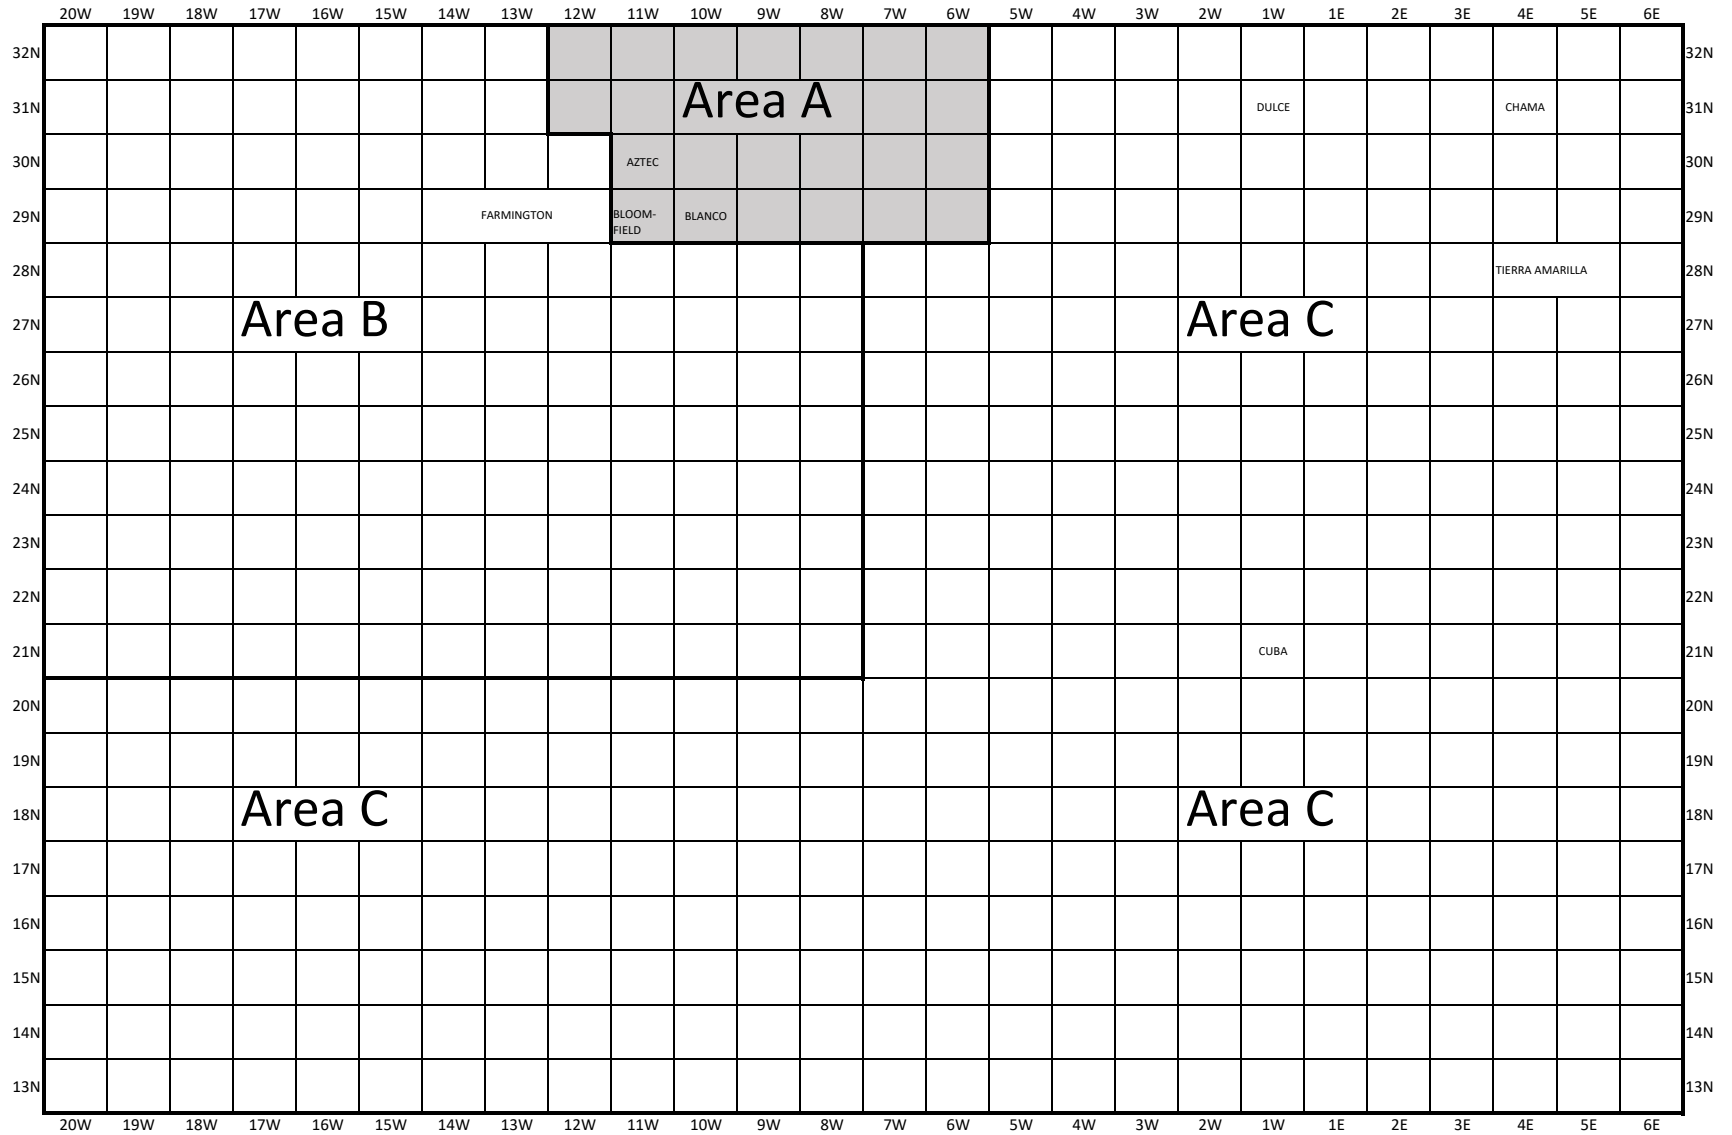 20W 19W 18W 17W 16W 15W 14W 13W 12W 11W 10W 9W 8W 7W 6W 5W 4W 3W 2W 1W 1E 2E 3E 4E 5E 6E
32N 32N
31N Area A DULCE CHAMA 31N
30N AZTEC 30N
29N FARMINGTON BLOOM- BLANCO 29N
FIELD
28N TIERRA AMARILLA 28N
27N Area B Area C 27N
26N 26N
25N 25N
24N 24N
23N 23N
22N 22N
21N CUBA 21N
20N 20N
19N 19N
18N Area C Area C 18N
17N 17N
16N 16N
15N 15N
14N 14N
13N 13N
20W 19W 18W 17W 16W 15W 14W 13W 12W 11W 10W 9W 8W 7W 6W 5W 4W 3W 2W 1W 1E 2E 3E 4E 5E 6E